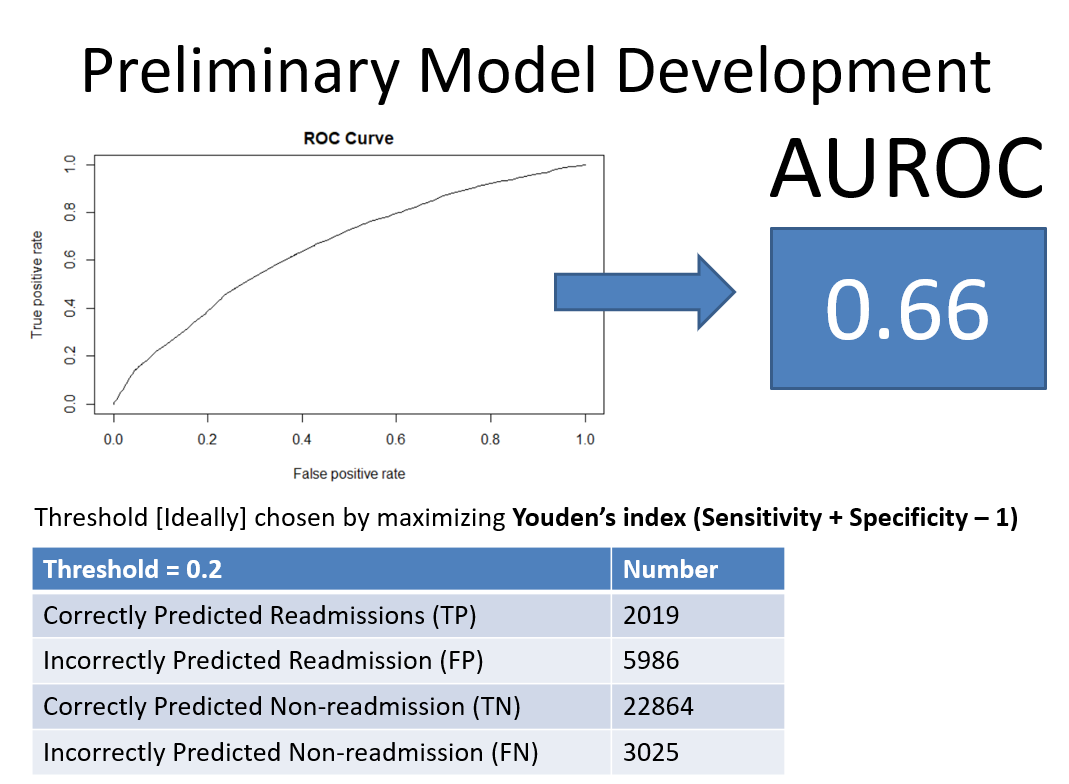 Preliminary Model Development
ROC Curve
True positive rate
0.0 0.2 0.4 0.6 0.8 1.0
0.0 0.2 0.4 0.6 0.8 1.0
False positive rate
AUROC
0.66
Threshold [Ideally] chosen by maximizing Youden’s index (Sensitivity + Specificity – 1)
Threshold = 0.2 Number
Correctly Predicted Readmissions (TP) 2019
Incorrectly Predicted Readmission (FP) 5986
Correctly Predicted Non-readmission (TN) 22864
Incorrectly Predicted Non-readmission (FN) 3025